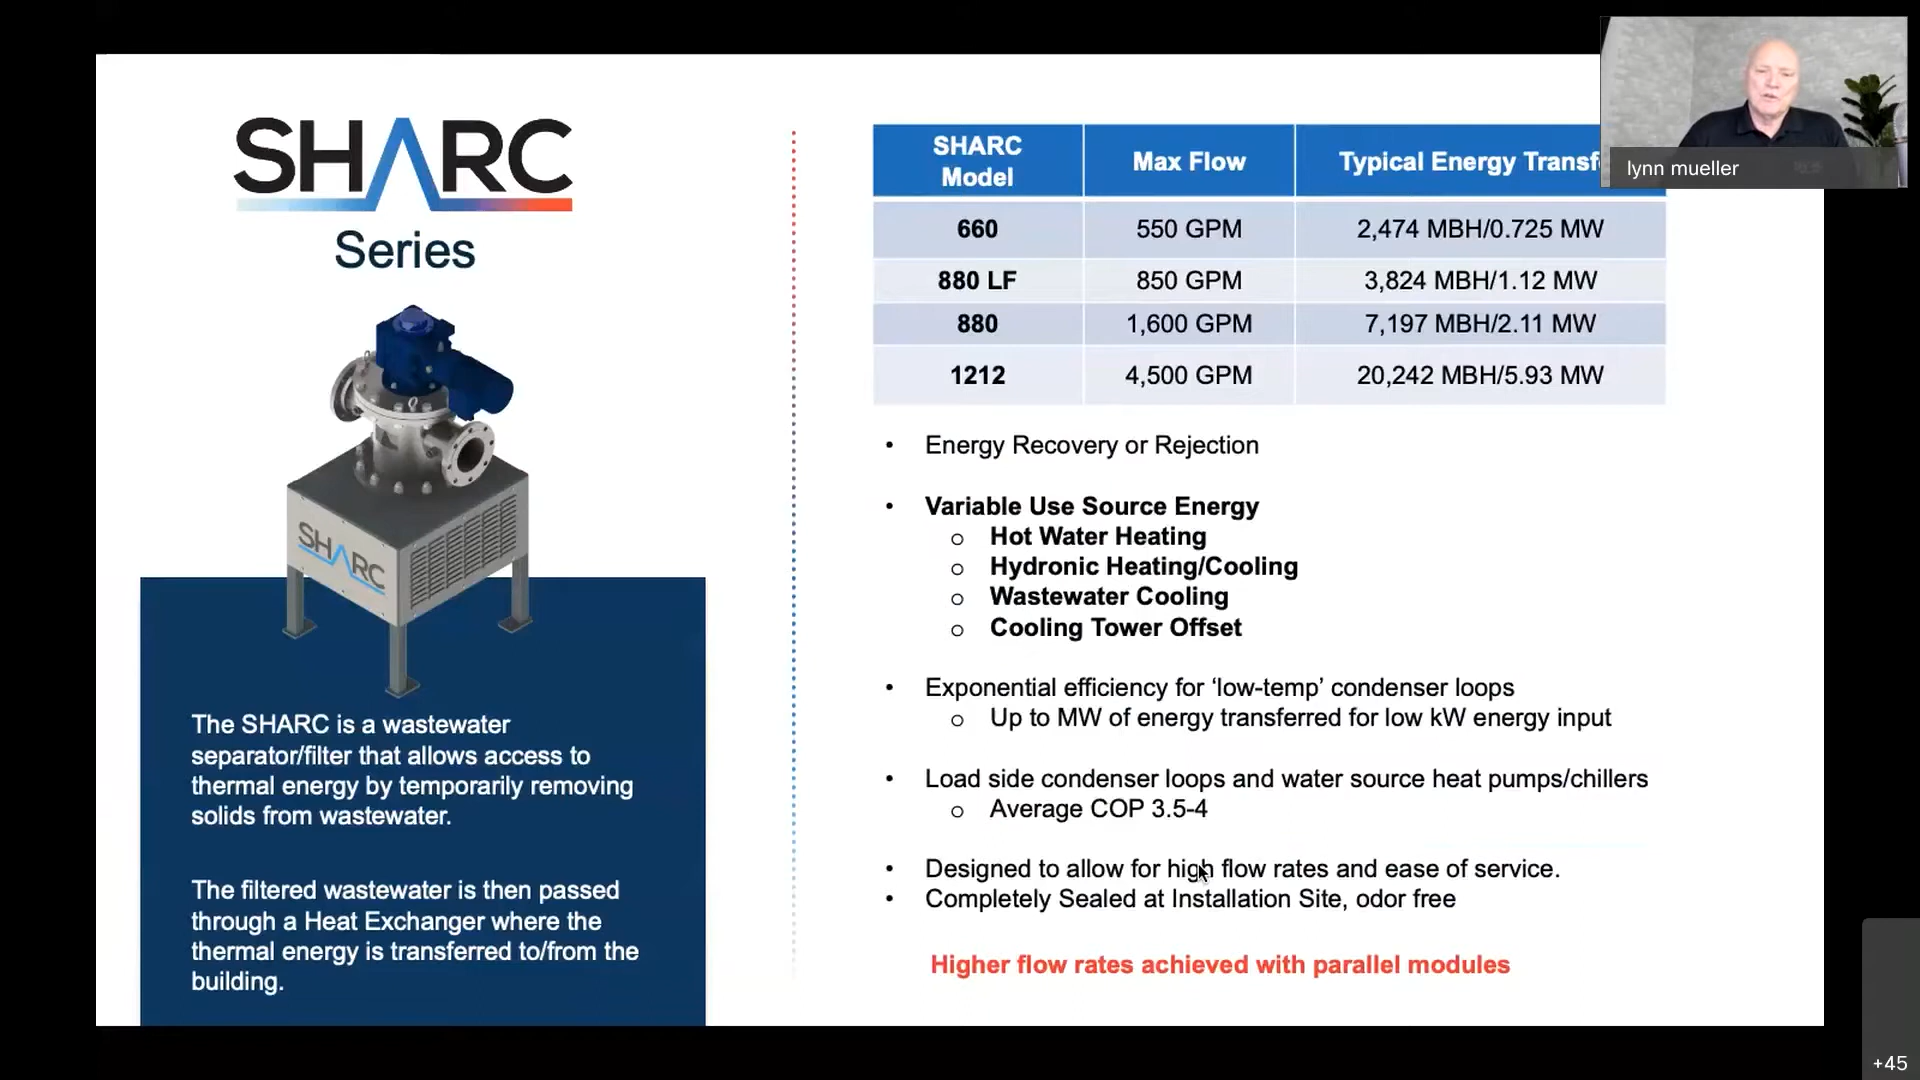 SHARC
Series
SHARC
The SHARC is a wastewater
separator/filter that allows access to
thermal energy by temporarily removing
solids from wastewater.
The filtered wastewater is then passed
through a Heat Exchanger where the
thermal energy is transferred to/from the
building.
SHARC Model | Max Flow | Typical Energy Transf
660 | 550 GPM | 2,474 MBH/0.725 MW
880 LF | 850 GPM | 3,824 MBH/1.12 MW
880 | 1,600 GPM | 7,197 MBH/2.11 MW
1212 | 4,500 GPM | 20,242 MBH/5.93 MW
• Energy Recovery or Rejection
• Variable Use Source Energy
o Hot Water Heating
o Hydronic Heating/Cooling
o Wastewater Cooling
o Cooling Tower Offset
• Exponential efficiency for ‘low-temp’ condenser loops
o Up to MW of energy transferred for low kW energy input
• Load side condenser loops and water source heat pumps/chillers
o Average COP 3.5-4
• Designed to allow for high flow rates and ease of service.
• Completely Sealed at Installation Site, odor free
Higher flow rates achieved with parallel modules
lynn mueller
+45